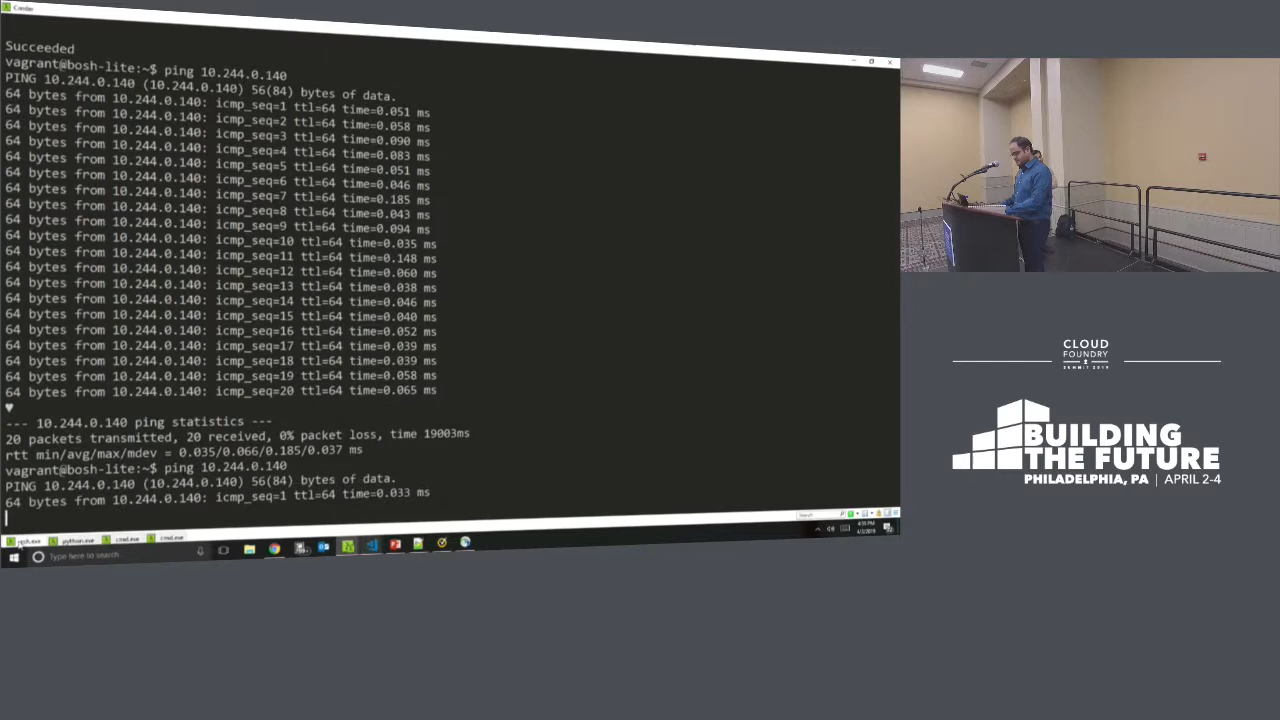 Cmder
Succeeded
vagrant@bosh-lite:~$ ping 10.244.0.140
PING 10.244.0.140 (10.244.0.140) 56(84) bytes of data.
64 bytes from 10.244.0.140: icmp_seq=1 ttl=64 time=0.051 ms
64 bytes from 10.244.0.140: icmp_seq=2 ttl=64 time=0.058 ms
64 bytes from 10.244.0.140: icmp_seq=3 ttl=64 time=0.090 ms
64 bytes from 10.244.0.140: icmp_seq=4 ttl=64 time=0.083 ms
64 bytes from 10.244.0.140: icmp_seq=5 ttl=64 time=0.051 ms
64 bytes from 10.244.0.140: icmp_seq=6 ttl=64 time=0.046 ms
64 bytes from 10.244.0.140: icmp_seq=7 ttl=64 time=0.185 ms
64 bytes from 10.244.0.140: icmp_seq=8 ttl=64 time=0.043 ms
64 bytes from 10.244.0.140: icmp_seq=9 ttl=64 time=0.094 ms
64 bytes from 10.244.0.140: icmp_seq=10 ttl=64 time=0.035 ms
64 bytes from 10.244.0.140: icmp_seq=11 ttl=64 time=0.148 ms
64 bytes from 10.244.0.140: icmp_seq=12 ttl=64 time=0.060 ms
64 bytes from 10.244.0.140: icmp_seq=13 ttl=64 time=0.038 ms
64 bytes from 10.244.0.140: icmp_seq=14 ttl=64 time=0.046 ms
64 bytes from 10.244.0.140: icmp_seq=15 ttl=64 time=0.040 ms
64 bytes from 10.244.0.140: icmp_seq=16 ttl=64 time=0.052 ms
64 bytes from 10.244.0.140: icmp_seq=17 ttl=64 time=0.039 ms
64 bytes from 10.244.0.140: icmp_seq=18 ttl=64 time=0.039 ms
64 bytes from 10.244.0.140: icmp_seq=19 ttl=64 time=0.058 ms
64 bytes from 10.244.0.140: icmp_seq=20 ttl=64 time=0.065 ms
♥
--- 10.244.0.140 ping statistics ---
20 packets transmitted, 20 received, 0% packet loss, time 19003ms
rtt min/avg/max/mdev = 0.035/0.066/0.185/0.037 ms
vagrant@bosh-lite:~$ ping 10.244.0.140
PING 10.244.0.140 (10.244.0.140) 56(84) bytes of data.
64 bytes from 10.244.0.140: icmp_seq=1 ttl=64 time=0.033 ms
Search
python.exe cmd.exe cmd.exe
Type here to search
CLOUD
FOUNDRY
SUMMIT 2019
BUILDING
THE FUTURE
PHILADELPHIA, PA | APRIL 2-4